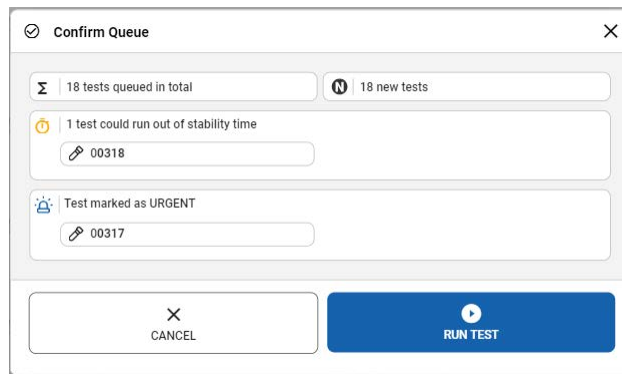 Confirm Queue
Σ 18 tests queued in total
N 18 new tests
1 test could run out of stability time
00318
Test marked as URGENT
00317
CANCEL
RUN TEST